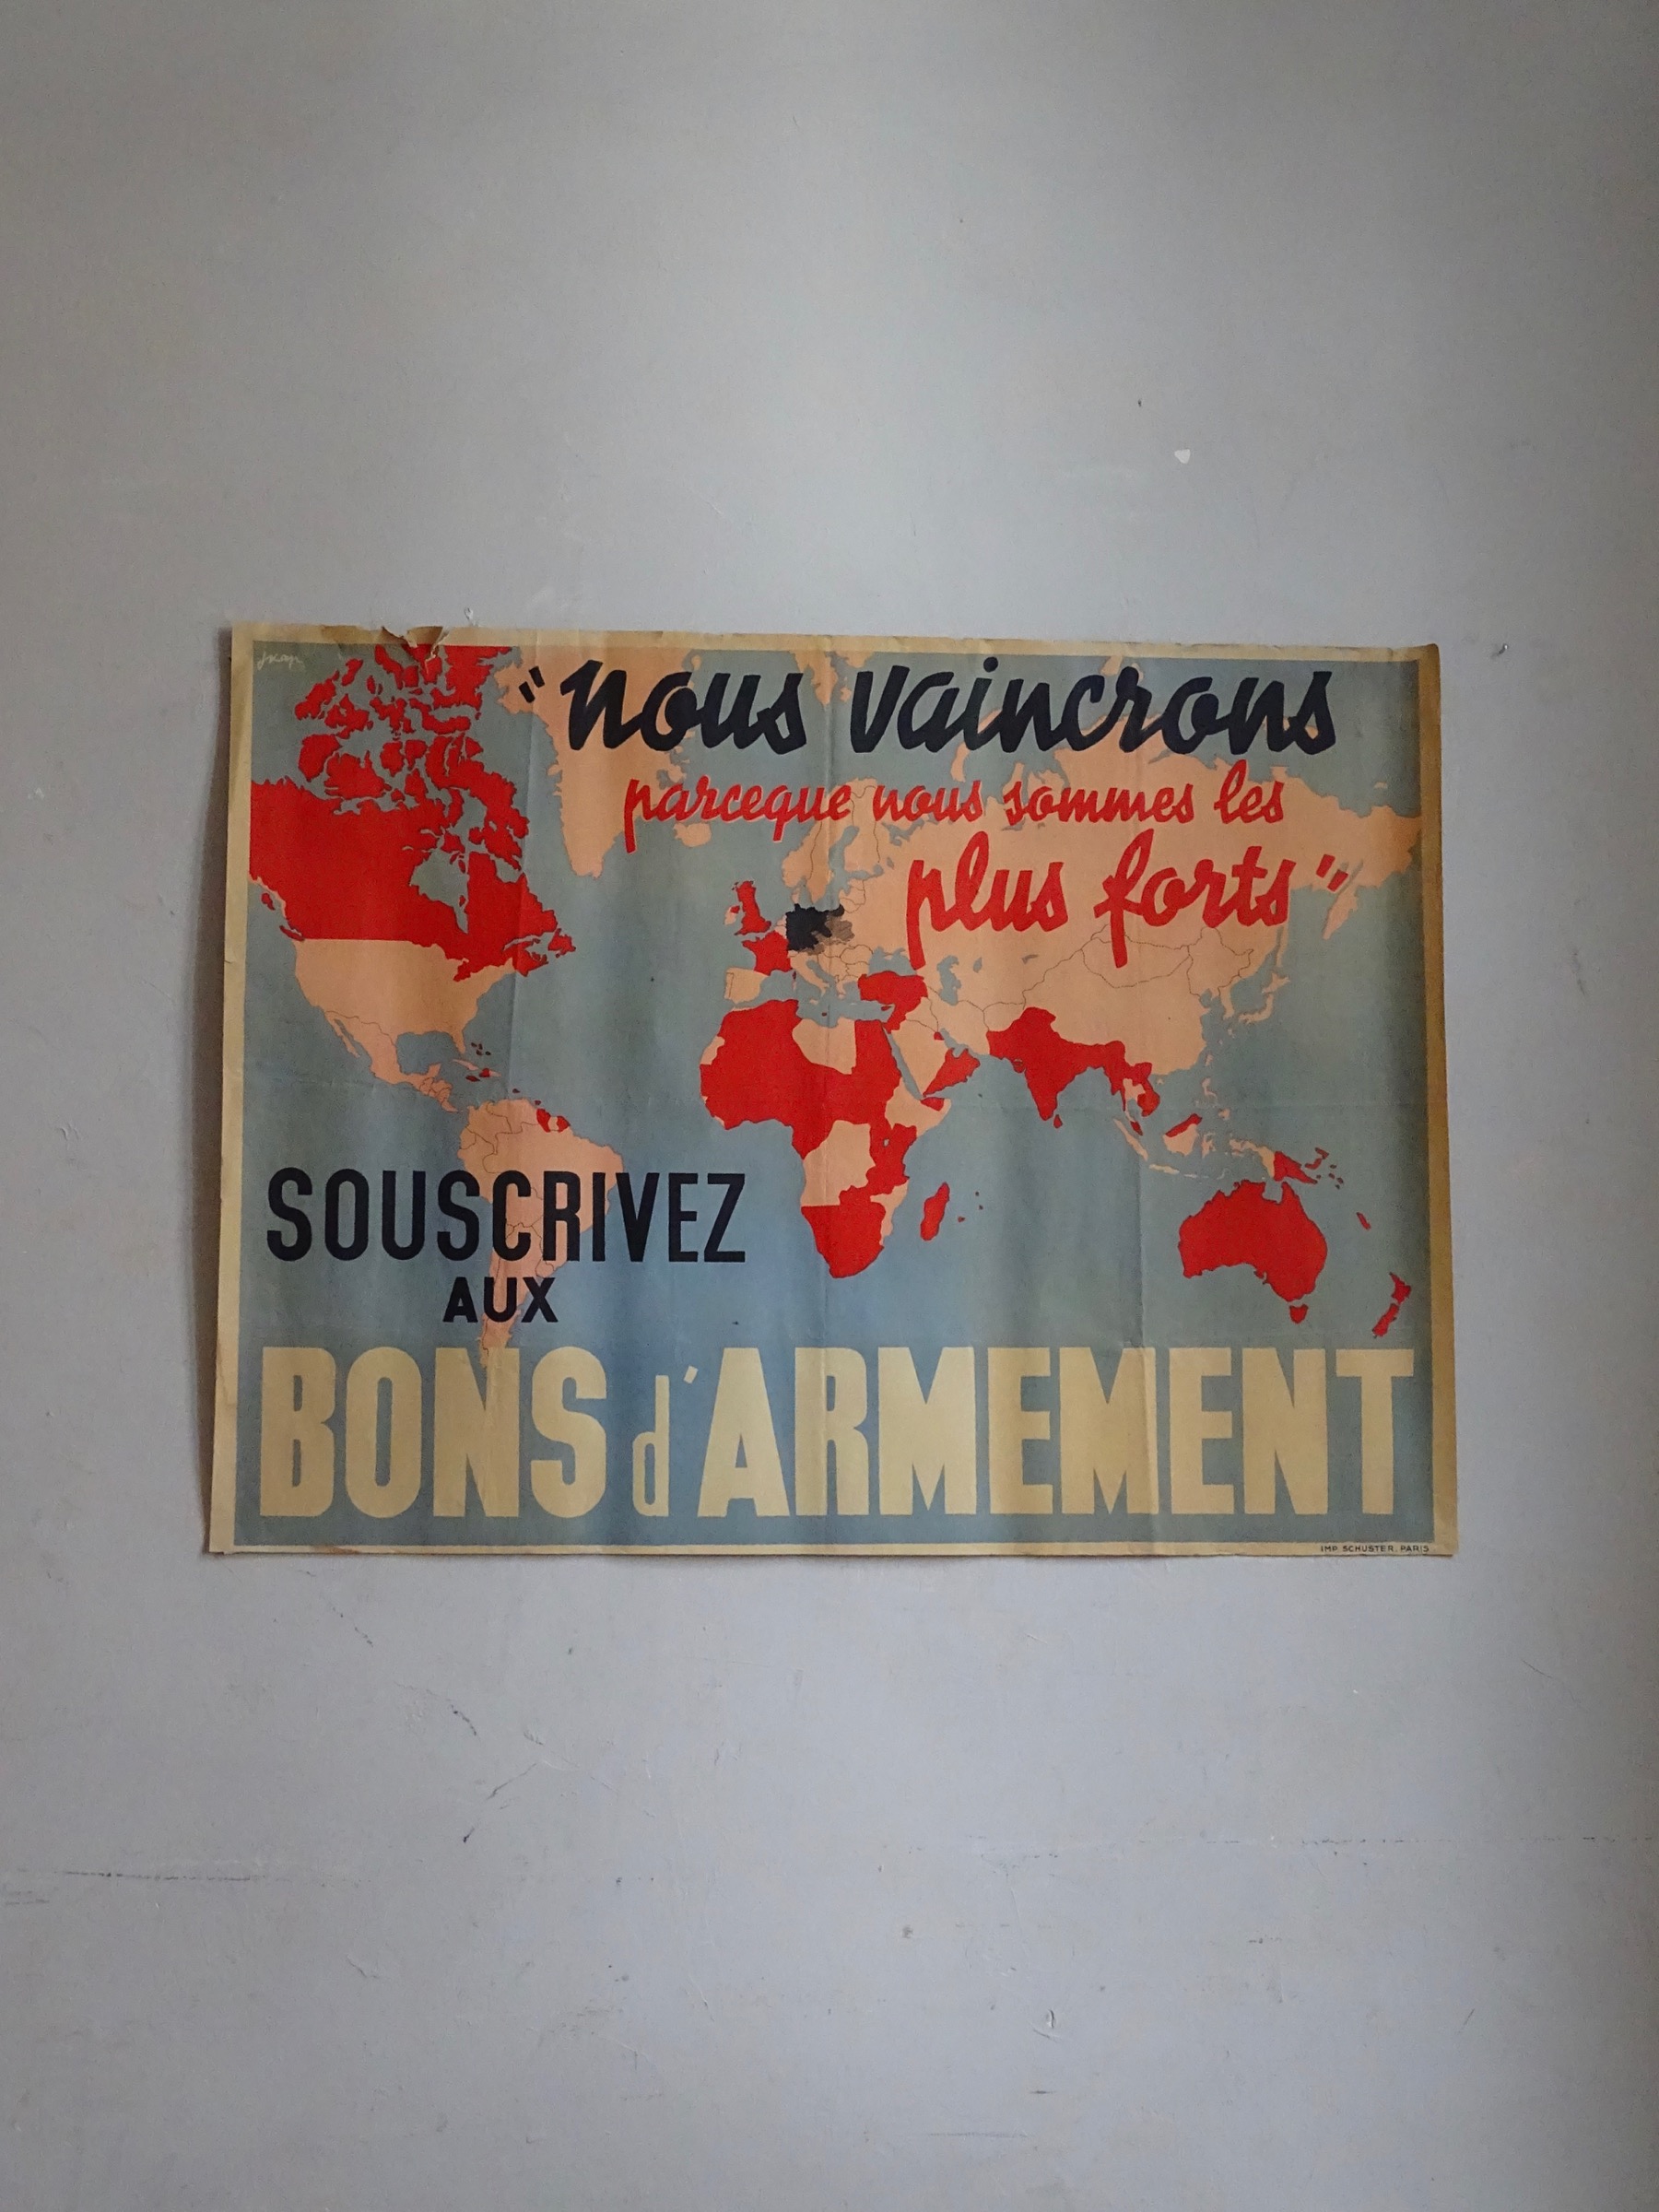 "nous vaincrons
parceque nous sommes les
plus forts"
SOUSCRIVEZ
AUX
BONS d'ARMEMENT
IMP. SCHUSTER. PARIS